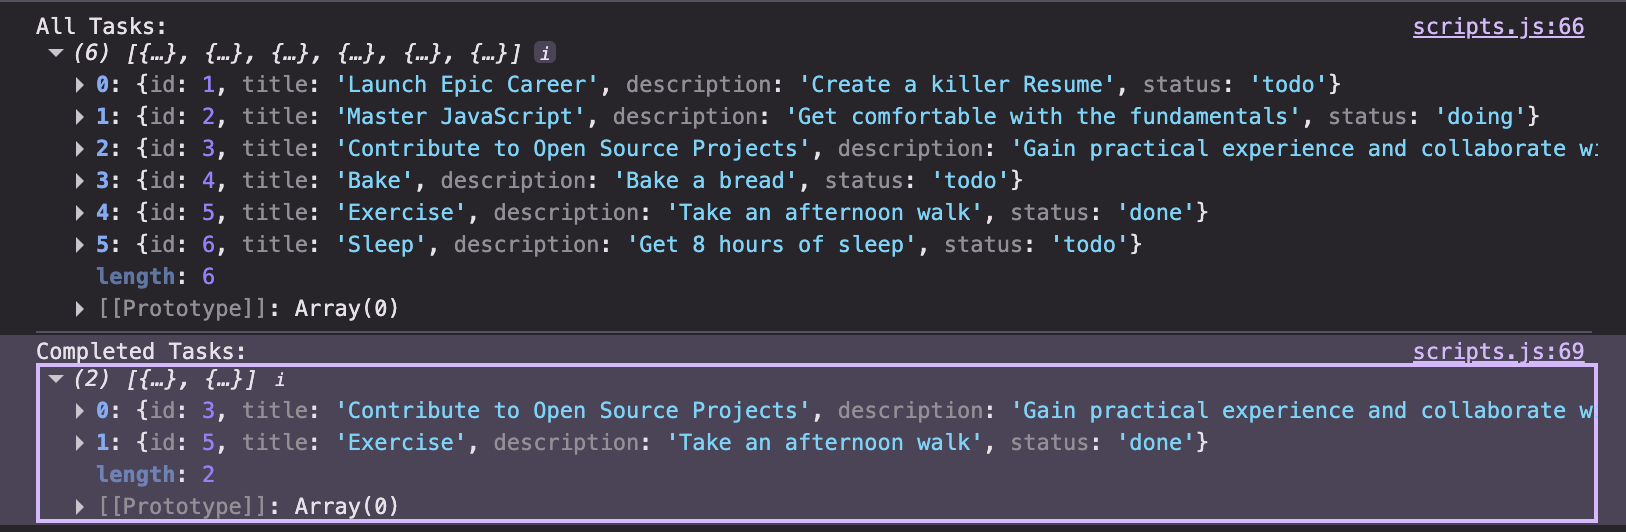 All Tasks: scripts.js:66
(6) [{…}, {…}, {…}, {…}, {…}, {…}] i
0: {id: 1, title: 'Launch Epic Career', description: 'Create a killer Resume', status: 'todo'}
1: {id: 2, title: 'Master JavaScript', description: 'Get comfortable with the fundamentals', status: 'doing'}
2: {id: 3, title: 'Contribute to Open Source Projects', description: 'Gain practical experience and collaborate
3: {id: 4, title: 'Bake', description: 'Bake a bread', status: 'todo'}
4: {id: 5, title: 'Exercise', description: 'Take an afternoon walk', status: 'done'}
5: {id: 6, title: 'Sleep', description: 'Get 8 hours of sleep', status: 'todo'}
length: 6
[[Prototype]]: Array(0)
Completed Tasks: scripts.js:69
(2) [{…}, {…}] i
0: {id: 3, title: 'Contribute to Open Source Projects', description: 'Gain practical experience and collaborate
1: {id: 5, title: 'Exercise', description: 'Take an afternoon walk', status: 'done'}
length: 2
[[Prototype]]: Array(0)